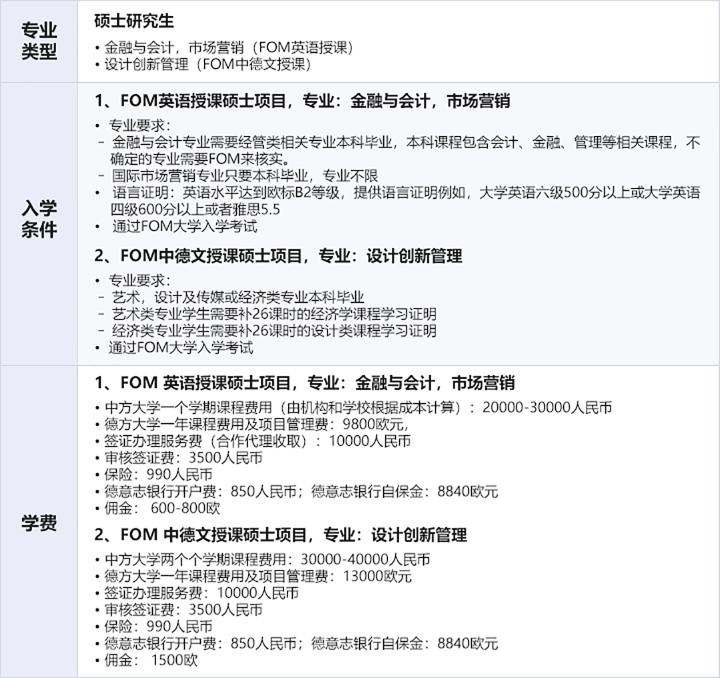 专业
类型
硕士研究生
• 金融与会计，市场营销（FOM英语授课）
• 设计创新管理（FOM中德文授课）
入学
条件
1、FOM英语授课硕士项目，专业：金融与会计，市场营销
• 专业要求：
- 金融与会计专业需要经管类相关专业本科毕业，本科课程包含会计、金融、管理等相关课程，不
确定的专业需要FOM来核实。
- 国际市场营销专业只要本科毕业，专业不限
• 语言证明：英语水平达到欧标B2等级，提供语言证明例如，大学英语六级500分以上或大学英语
四级600分以上或者雅思5.5
• 通过FOM大学入学考试
2、FOM中德文授课硕士项目，专业：设计创新管理
• 专业要求：
- 艺术，设计及传媒或经济类专业本科毕业
- 艺术类专业学生需要补26课时的经济学课程学习证明
- 经济类专业学生需要补26课时的设计类课程学习证明
• 通过FOM大学入学考试
学费
1、FOM 英语授课硕士项目，专业：金融与会计，市场营销
• 中方大学一个学期课程费用（由机构和学校根据成本计算）：20000-30000人民币
• 德方大学一年课程费用及项目管理费：9800欧元，
• 签证办理服务费（合作代理收取）：10000人民币
• 审核签证费：3500人民币
• 保险：990人民币
• 德意志银行开户费：850人民币；德意志银行自保金：8840欧元
• 佣金： 600-800欧
2、FOM 中德文授课硕士项目，专业：设计创新管理
• 中方大学两个个学期课程费用：30000-40000人民币
• 德方大学一年课程费用及项目管理费：13000欧元
• 签证办理服务费：10000人民币
• 审核签证费：3500人民币
• 保险：990人民币
• 德意志银行开户费：850人民币；德意志银行自保金：8840欧元
• 佣金： 1500欧